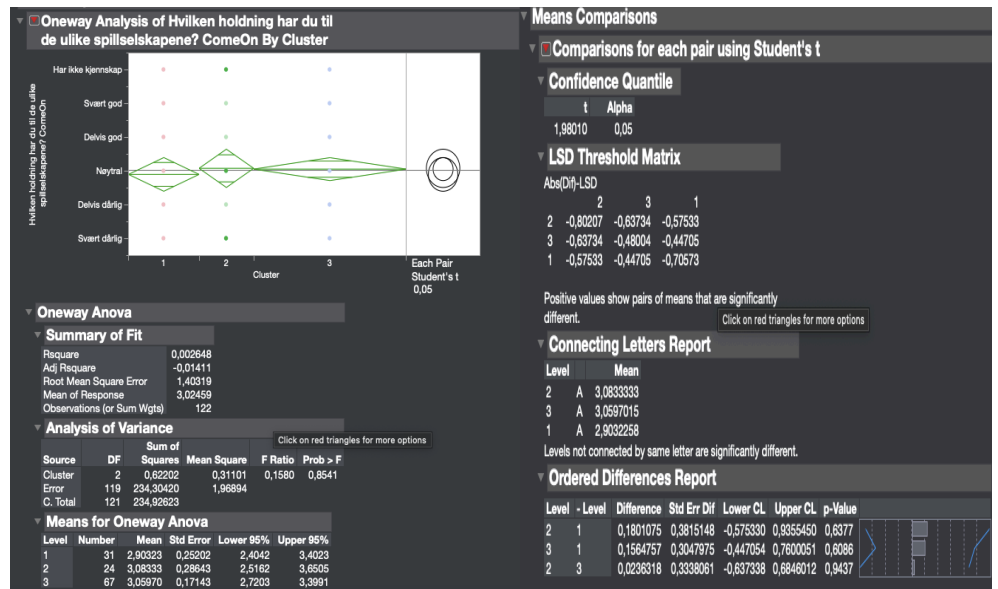 Oneway Analysis of Hvilken holdning har du til
de ulike spillselskapene? ComeOn By Cluster
Hvilken holdning har du til de ulike
spillselskapene? ComeOn
Har ikke kjennskap
Svært god
Delvis god
Nøytral
Delvis dårlig
Svært dårlig
1 2 3
Cluster
Each Pair
Student's t
0,05
Oneway Anova
Summary of Fit
Rsquare 0,002648
Adj Rsquare -0,01411
Root Mean Square Error 1,40319
Mean of Response 3,02459
Observations (or Sum Wgts) 122
Analysis of Variance
Click on red triangles for more options
Sum of
Source DF Squares Mean Square F Ratio Prob > F
Cluster 2 0,62202 0,31101 0,1580 0,8541
Error 119 234,30420 1,96894
C. Total 121 234,92623
Means for Oneway Anova
Level Number Mean Std Error Lower 95% Upper 95%
1 31 2,90323 0,25202 2,4042 3,4023
2 24 3,08333 0,28643 2,5162 3,6505
3 67 3,05970 0,17143 2,7203 3,3991
Means Comparisons
Comparisons for each pair using Student's t
Confidence Quantile
t Alpha
1,98010 0,05
LSD Threshold Matrix
Abs(Dif)-LSD
2 3 1
2 -0,80207 -0,63734 -0,57533
3 -0,63734 -0,48004 -0,44705
1 -0,57533 -0,44705 -0,70573
Positive values show pairs of means that are significantly
different.
Click on red triangles for more options
Connecting Letters Report
Level Mean
2 A 3,0833333
3 A 3,0597015
1 A 2,9032258
Levels not connected by same letter are significantly different.
Ordered Differences Report
Level - Level Difference Std Err Dif Lower CL Upper CL p-Value
2 1 0,1801075 0,3815148 -0,575330 0,9355450 0,6377
3 1 0,1564757 0,3047975 -0,447054 0,7600051 0,6086
2 3 0,0236318 0,3338061 -0,637338 0,6846012 0,9437